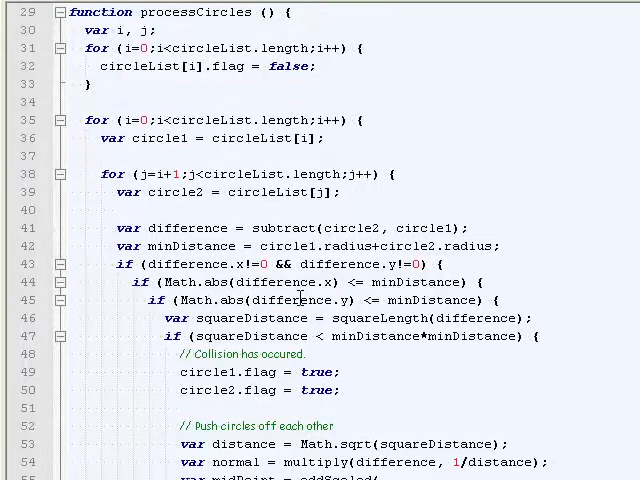 29 function processCircles () {
30 var i, j;
31 for (i=0;i<circleList.length;i++) {
32 circleList[i].flag = false;
33 }
34
35 for (i=0;i<circleList.length;i++) {
36 var circle1 = circleList[i];
37
38 for (j=i+1;j<circleList.length;j++) {
39 var circle2 = circleList[j];
40
41 var difference = subtract(circle2, circle1);
42 var minDistance = circle1.radius+circle2.radius;
43 if (difference.x!=0 && difference.y!=0) {
44 if (Math.abs(difference.x) <= minDistance) {
45 if (Math.abs(difference.y) <= minDistance) {
46 var squareDistance = squareLength(difference);
47 if (squareDistance < minDistance*minDistance) {
48 // Collision has occured.
49 circle1.flag = true;
50 circle2.flag = true;
51
52 // Push circles off each other
53 var distance = Math.sqrt(squareDistance);
54 var normal = multiply(difference, 1/distance);
55 var midPoint = addScaled(